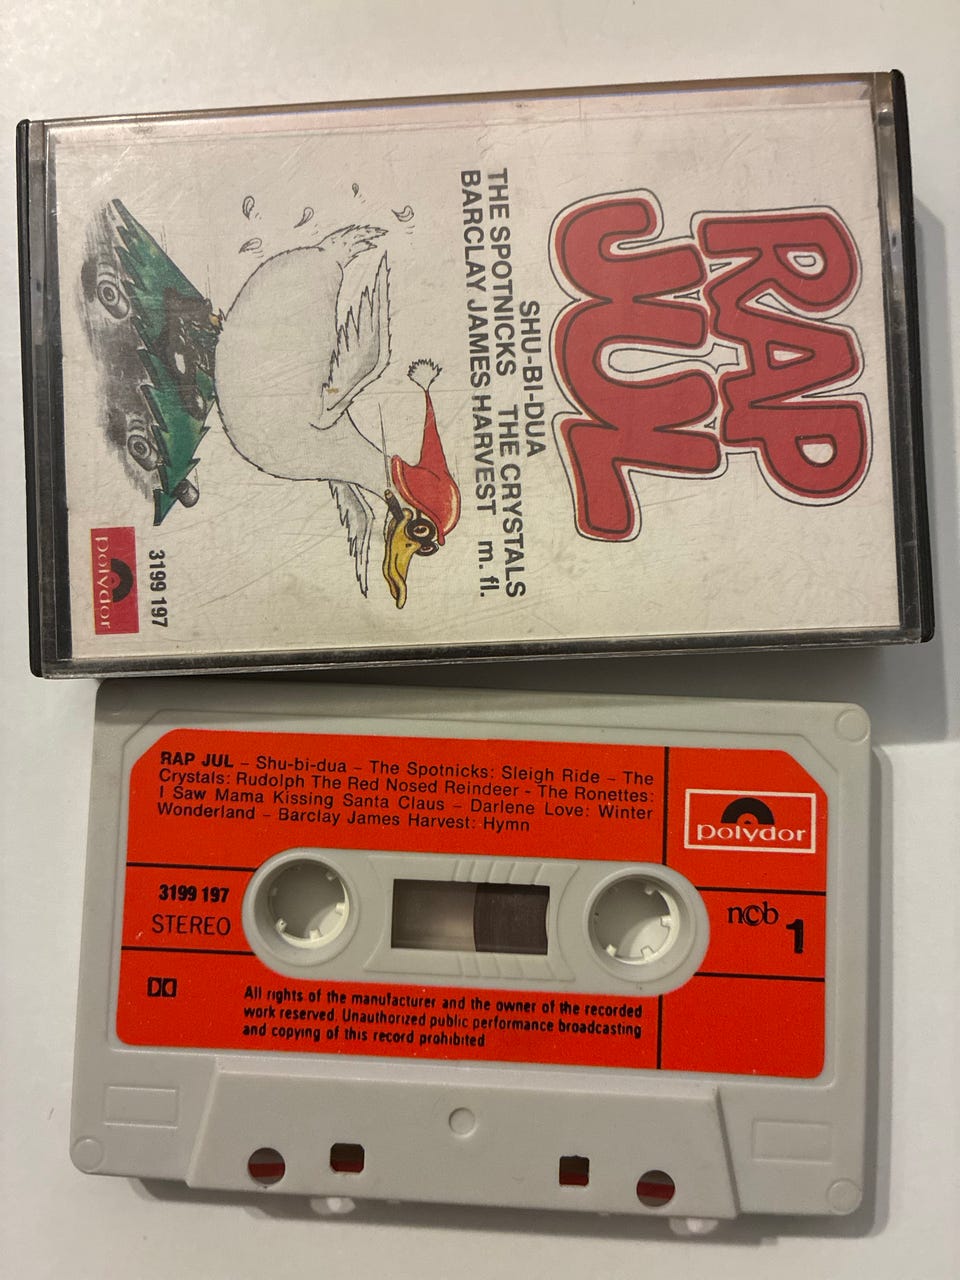 RAP
JUL
SHU-BI-DUA
THE SPOTNICKS THE CRYSTALS
BARCLAY JAMES HARVEST m. fl.
3199 197
polydor
RAP JUL – Shu-bi-dua – The Spotnicks: Sleigh Ride – The
Crystals: Rudolph The Red Nosed Reindeer - The Ronettes:
I Saw Mama Kissing Santa Claus – Darlene Love: Winter
Wonderland – Barclay James Harvest: Hymn
polydor
3199 197
STEREO
ncb
1
All rights of the manufacturer and the owner of the recorded
work reserved. Unauthorized public performance broadcasting
and copying of this record prohibited